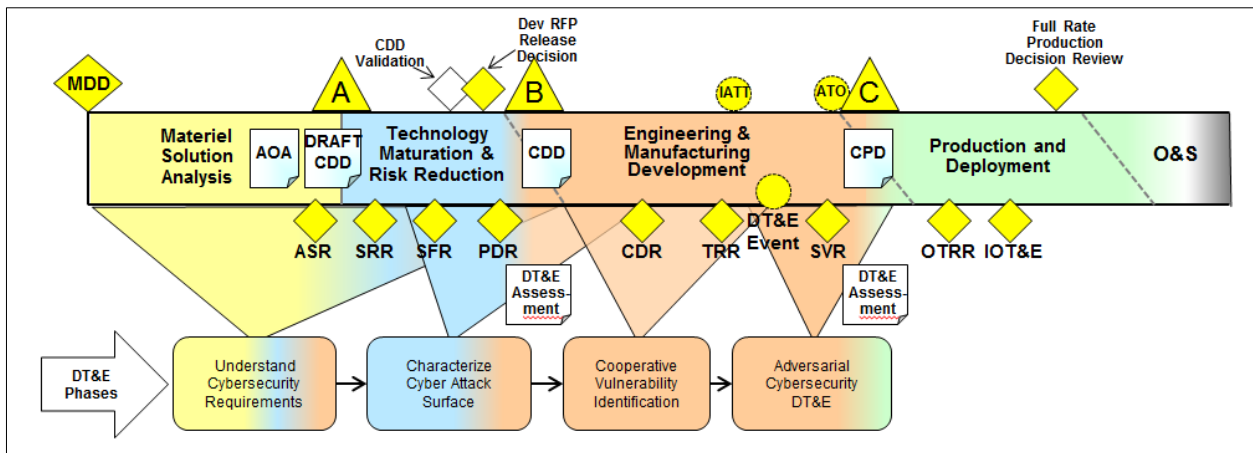 CDD
Validation
Dev RFP
Release
Decision
Full Rate
Production
Decision Review
MDD
A
B
IATT
ATO
C
Materiel
Solution
Analysis
AOA
DRAFT
CDD
Technology
Maturation &
Risk Reduction
CDD
Engineering &
Manufacturing
Development
CPD
Production and
Deployment
O&S
ASR
SRR
SFR
PDR
CDR
TRR
DT&E
Event
SVR
OTRR
IOT&E
DT&E
Assess-
ment
DT&E
Assess-
ment
DT&E
Phases
Understand
Cybersecurity
Requirements
Characterize
Cyber Attack
Surface
Cooperative
Vulnerability
Identification
Adversarial
Cybersecurity
DT&E